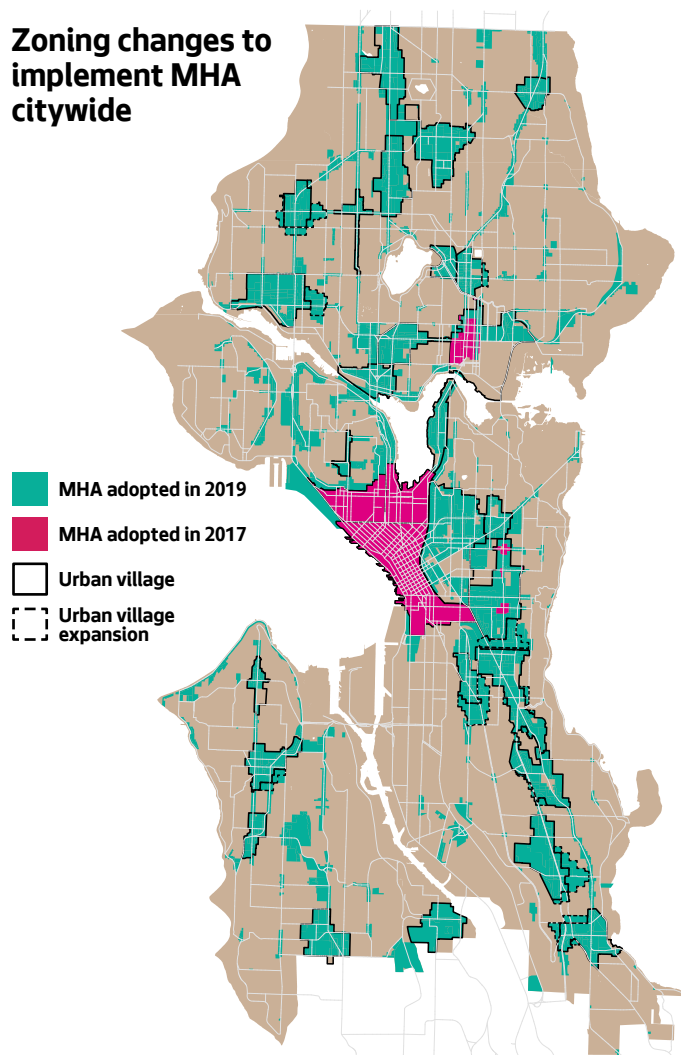 Zoning changes to
implement MHA
citywide
MHA adopted in 2019
MHA adopted in 2017
Urban village
Urban village
expansion